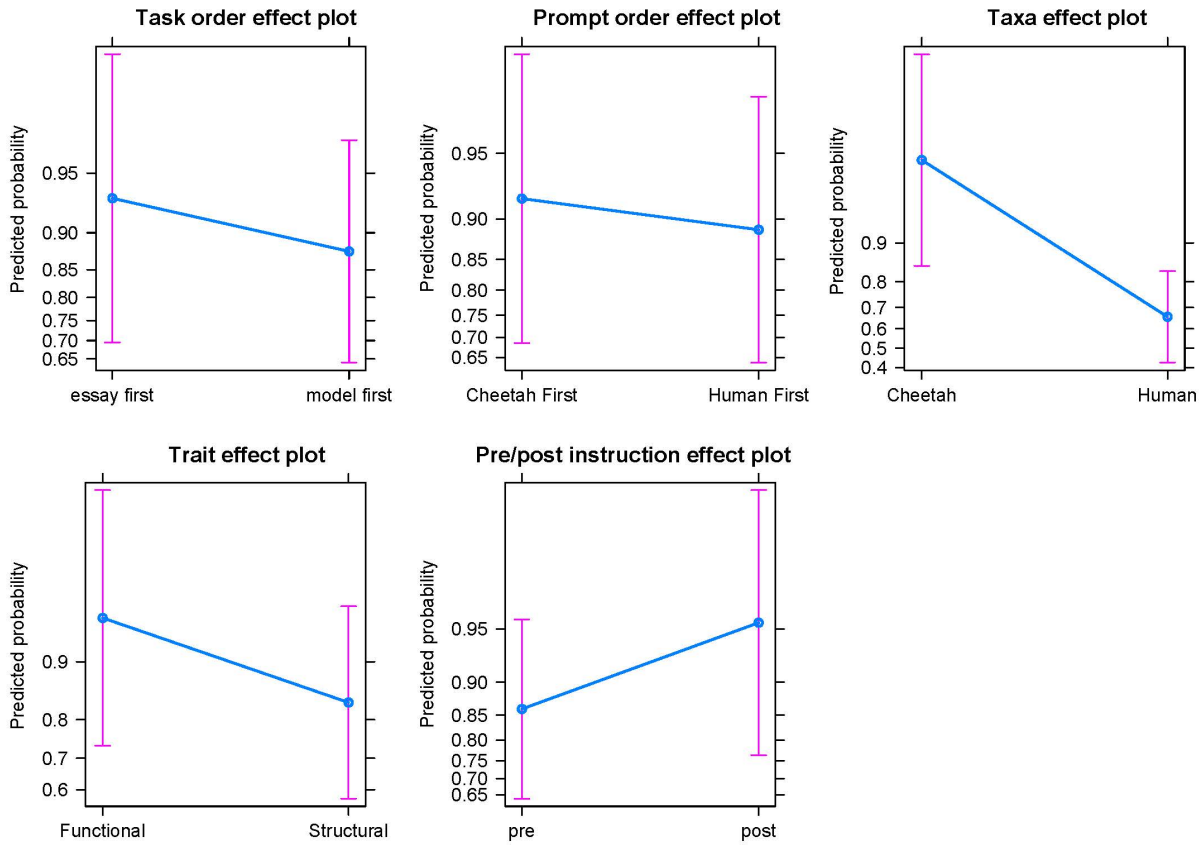 Task order effect plot
Predicted probability
0.95
0.90
0.85
0.80
0.75
0.70
0.65
essay first
model first
Prompt order effect plot
Predicted probability
0.95
0.90
0.85
0.80
0.75
0.70
0.65
Cheetah First
Human First
Taxa effect plot
Predicted probability
0.9
0.8
0.7
0.6
0.5
0.4
Cheetah
Human
Trait effect plot
Predicted probability
0.9
0.8
0.7
0.6
Functional
Structural
Pre/post instruction effect plot
Predicted probability
0.95
0.90
0.85
0.80
0.75
0.70
0.65
pre
post